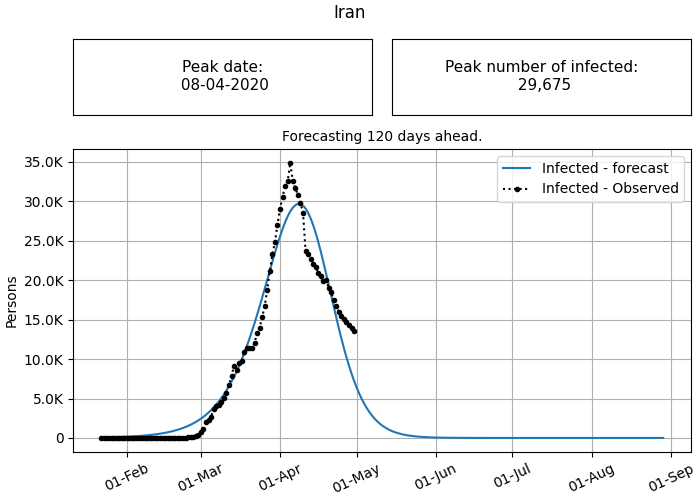 Iran
Peak date:
08-04-2020
Peak number of infected:
29,675
Forecasting 120 days ahead.
Infected - forecast
Infected - Observed
35.0K
30.0K
25.0K
20.0K
15.0K
10.0K
5.0K
0
Persons
01-Feb
01-Mar
01-Apr
01-May
01-Jun
01-Jul
01-Aug
01-Sep